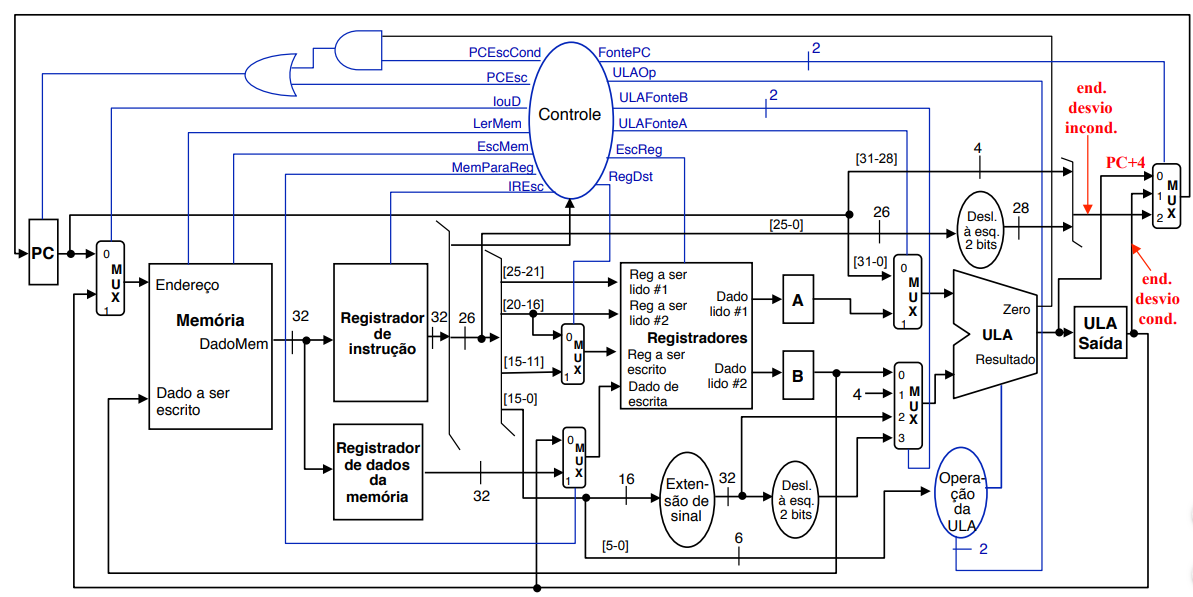 PCEscCond
PCEsc
IouD
LerMem
EscMem
MemParaReg
IREsc
Controle
FontePC
ULAOp
ULAFonteB
ULAFonteA
EscReg
RegDst
2
2
end.
desvio
incond.
[31-28]
4
PC+4
0
1
2
M
U
X
[25-0]
26
Desl.
à esq.
2 bits
28
[31-0]
PC
0
M
U
X
1
Endereço
Memória
DadoMem
Dado a ser
escrito
32
Registrador
de
instrução
32
26
[25-21]
[20-16]
[15-11]
[15-0]
0
M
U
X
1
Reg a ser
lido #1
Reg a ser
lido #2
Registradores
Reg a ser
escrito
Dado de
escrita
Dado
lido #1
Dado
lido #2
A
B
0
M
U
X
1
4
0
1
2
3
M
U
X
Zero
ULA
Resultado
ULA
Saída
end.
desvio
cond.
Registrador
de dados
da
memória
32
0
M
U
X
1
16
Exten-
são de
sinal
32
Desl.
à esq.
2 bits
Opera-
ção
da
ULA
2
[5-0]
6